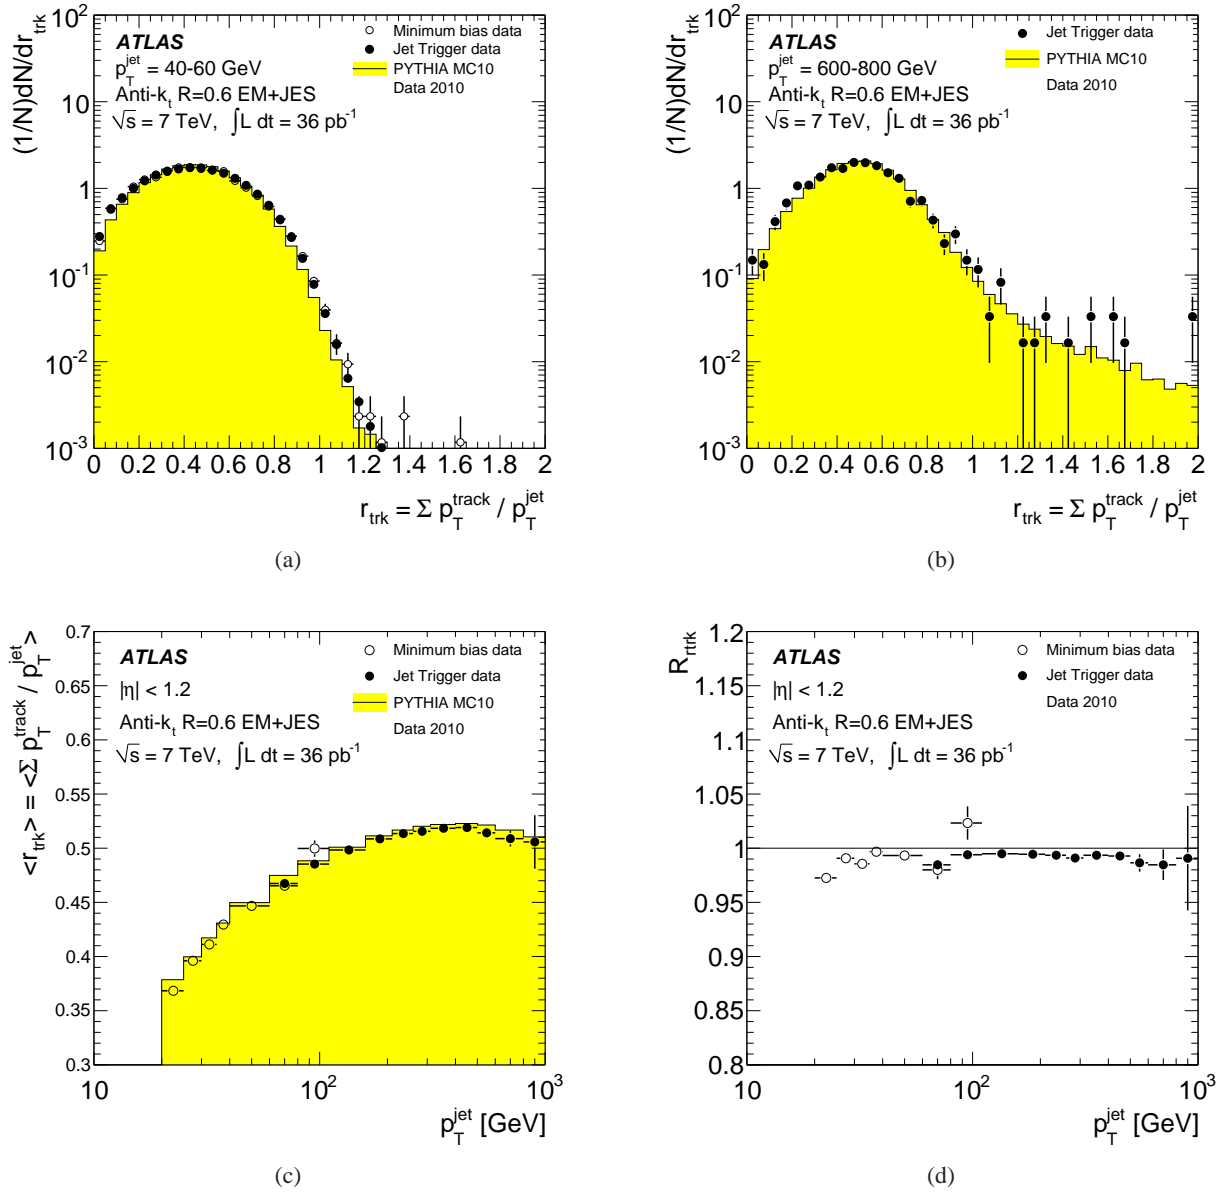 (1/N)dN/dr_trk
10^2
10
1
10^-1
10^-2
10^-3
ATLAS
p_T^jet = 40-60 GeV
Anti-k_t R=0.6 EM+JES
√s = 7 TeV, ∫L dt = 36 pb^-1
Minimum bias data
Jet Trigger data
PYTHIA MC10
Data 2010
0 0.2 0.4 0.6 0.8 1 1.2 1.4 1.6 1.8 2
r_trk = Σ p_T^track / p_T^jet
(a)
(1/N)dN/dr_trk
10^2
10
1
10^-1
10^-2
10^-3
ATLAS
p_T^jet = 600-800 GeV
Anti-k_t R=0.6 EM+JES
√s = 7 TeV, ∫L dt = 36 pb^-1
Jet Trigger data
PYTHIA MC10
Data 2010
0 0.2 0.4 0.6 0.8 1 1.2 1.4 1.6 1.8 2
r_trk = Σ p_T^track / p_T^jet
(b)
<r_trk> = <Σ p_T^track / p_T^jet>
0.7
0.65
0.6
0.55
0.5
0.45
0.4
0.35
0.3
ATLAS
|η| < 1.2
Anti-k_t R=0.6 EM+JES
√s = 7 TeV, ∫L dt = 36 pb^-1
Minimum bias data
Jet Trigger data
PYTHIA MC10
Data 2010
10 10^2 10^3
p_T^jet [GeV]
(c)
R_rtrk
1.2
1.15
1.1
1.05
1
0.95
0.9
0.85
0.8
ATLAS
|η| < 1.2
Anti-k_t R=0.6 EM+JES
√s = 7 TeV, ∫L dt = 36 pb^-1
Minimum bias data
Jet Trigger data
Data 2010
10 10^2 10^3
p_T^jet [GeV]
(d)